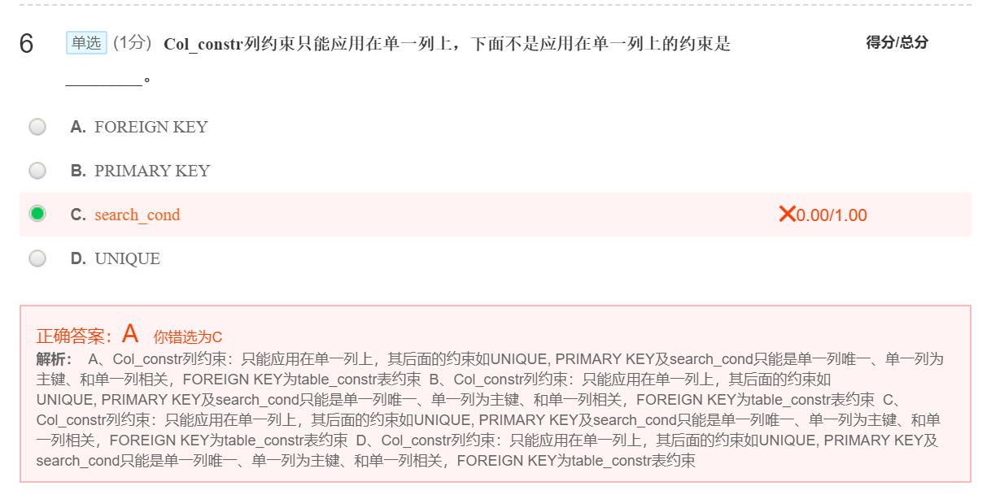 6 单选 (1分) Col_constr列约束只能应用在单一列上，下面不是应用在单一列上的约束是 得分/总分
_________。
A. FOREIGN KEY
B. PRIMARY KEY
C. search_cond ✕0.00/1.00
D. UNIQUE
正确答案：A 你错选为C
解析： A、Col_constr列约束：只能应用在单一列上，其后面的约束如UNIQUE, PRIMARY KEY及search_cond只能是单一列唯一、单一列为
主键、和单一列相关，FOREIGN KEY为table_constr表约束 B、Col_constr列约束：只能应用在单一列上，其后面的约束如
UNIQUE, PRIMARY KEY及search_cond只能是单一列唯一、单一列为主键、和单一列相关，FOREIGN KEY为table_constr表约束 C、
Col_constr列约束：只能应用在单一列上，其后面的约束如UNIQUE, PRIMARY KEY及search_cond只能是单一列唯一、单一列为主键、和单
一列相关，FOREIGN KEY为table_constr表约束 D、Col_constr列约束：只能应用在单一列上，其后面的约束如UNIQUE, PRIMARY KEY及
search_cond只能是单一列唯一、单一列为主键、和单一列相关，FOREIGN KEY为table_constr表约束